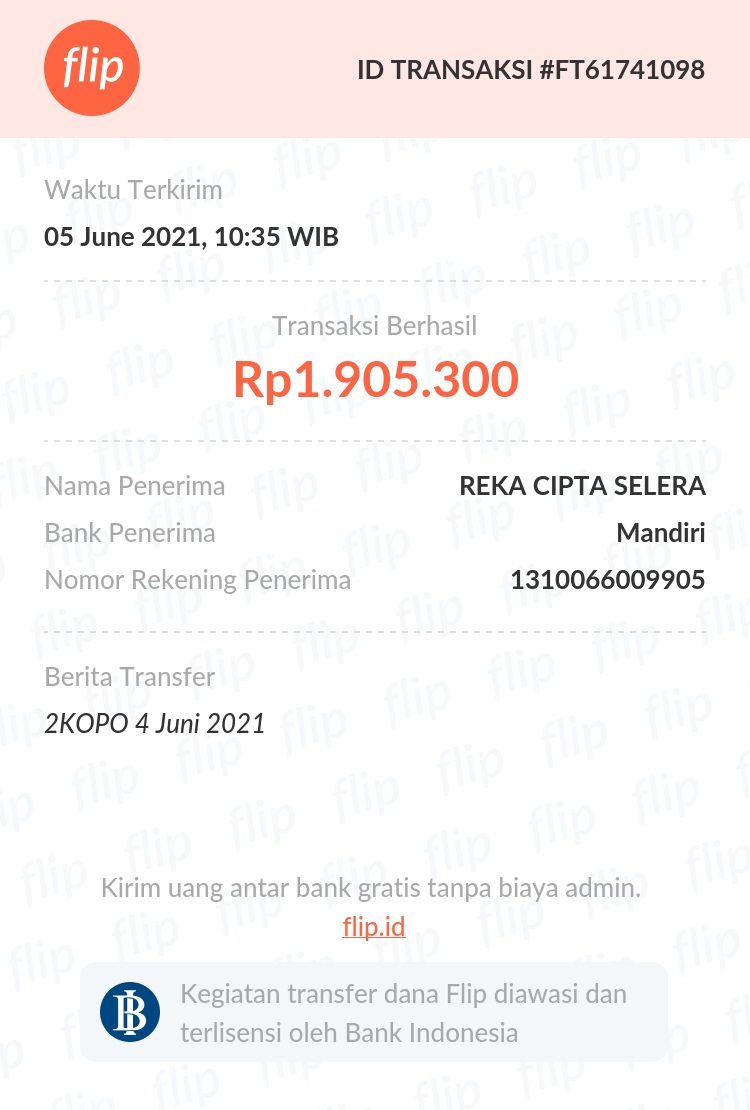 flip
ID TRANSAKSI #FT61741098
Waktu Terkirim
05 June 2021, 10:35 WIB
Transaksi Berhasil
Rp1.905.300
Nama Penerima REKA CIPTA SELERA
Bank Penerima Mandiri
Nomor Rekening Penerima 1310066009905
Berita Transfer
2KOPO 4 Juni 2021
Kirim uang antar bank gratis tanpa biaya admin.
flip.id
Kegiatan transfer dana Flip diawasi dan
terlisensi oleh Bank Indonesia